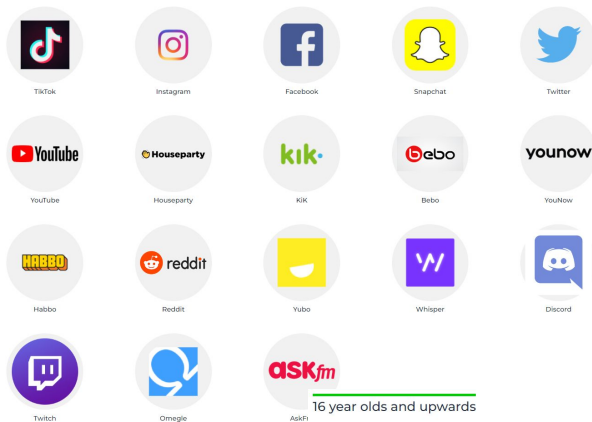 TikTok
Instagram
Facebook
Snapchat
Twitter
YouTube
Houseparty
kik
bebo
younow
YouTube
Houseparty
KiK
Bebo
YouNow
HABBO
reddit
Habbo
Reddit
Yubo
Whisper
Discord
ASKfm
Twitch
Omegle
AskF
16 year olds and upwards